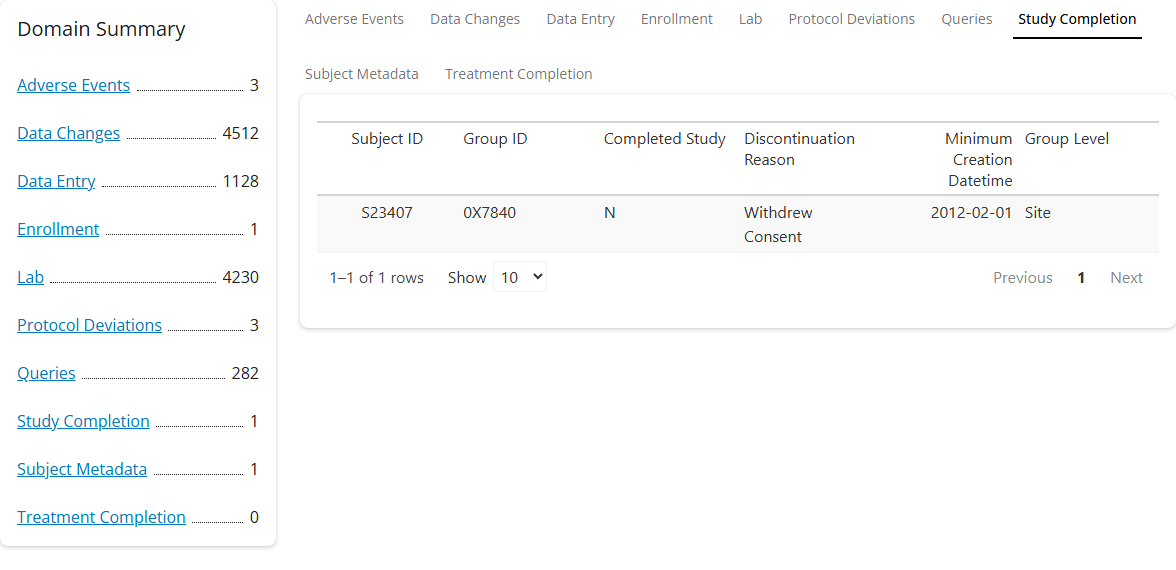 Domain Summary
Adverse Events 3
Data Changes 4512
Data Entry 1128
Enrollment 1
Lab 4230
Protocol Deviations 3
Queries 282
Study Completion 1
Subject Metadata 1
Treatment Completion 0
Adverse Events Data Changes Data Entry Enrollment Lab Protocol Deviations Queries Study Completion
Subject Metadata Treatment Completion
Subject ID Group ID Completed Study Discontinuation Reason Minimum Creation Datetime Group Level
S23407 0X7840 N Withdrew Consent 2012-02-01 Site
1–1 of 1 rows Show 10 Previous 1 Next